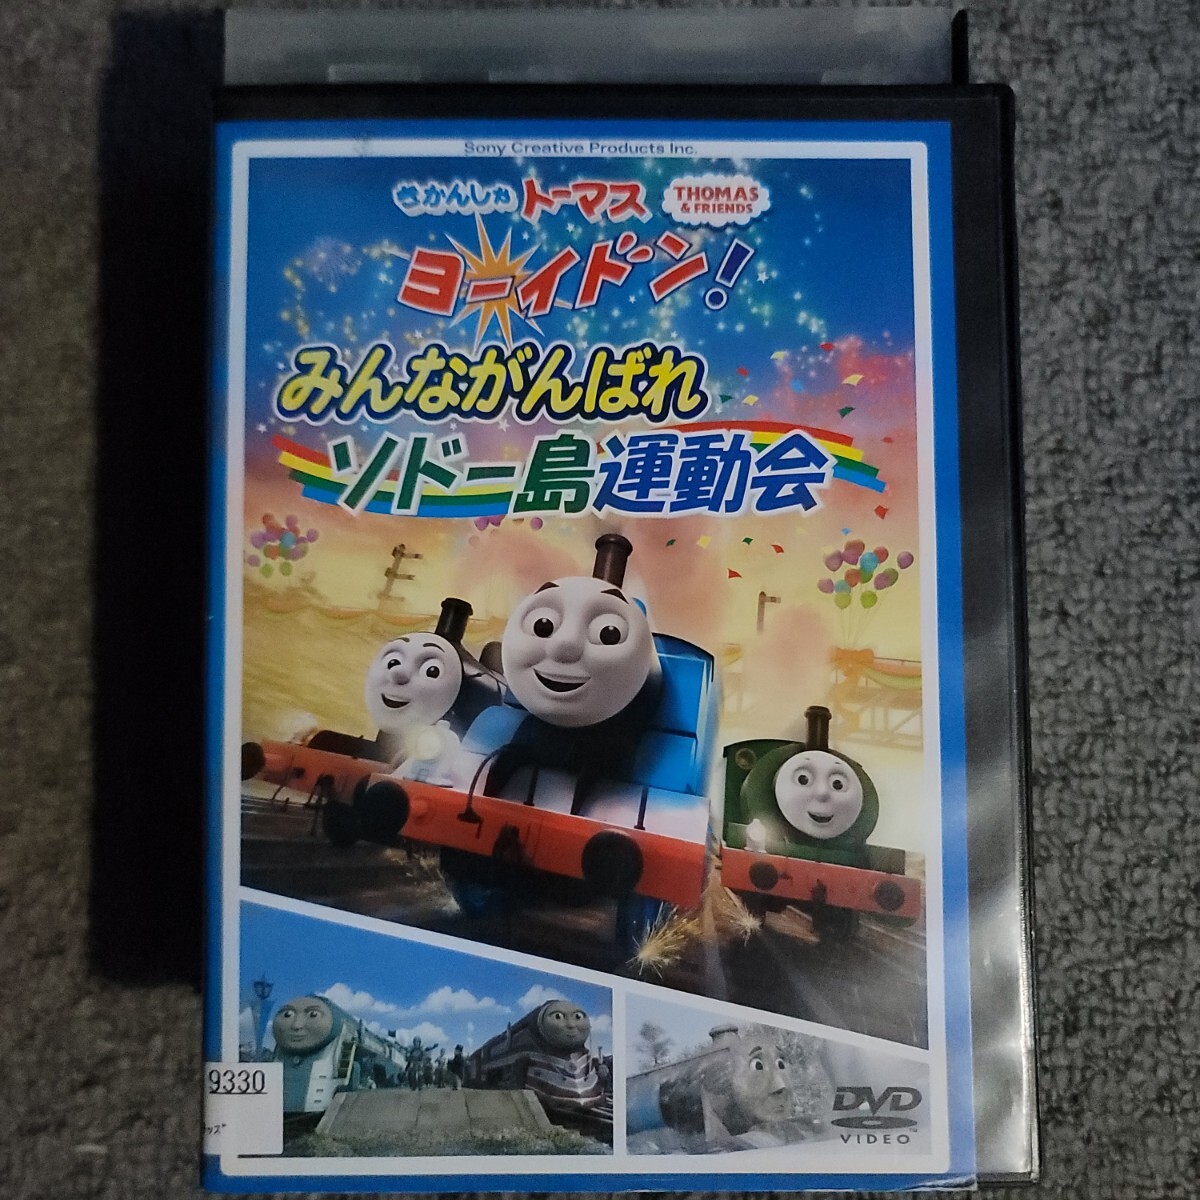 Sony Creative Products Inc.
きかんしゃ トーマス
THOMAS
& FRIENDS
ヨーイドン!
みんながんばれ
ソドー島運動会
9330
DVD
VIDEO